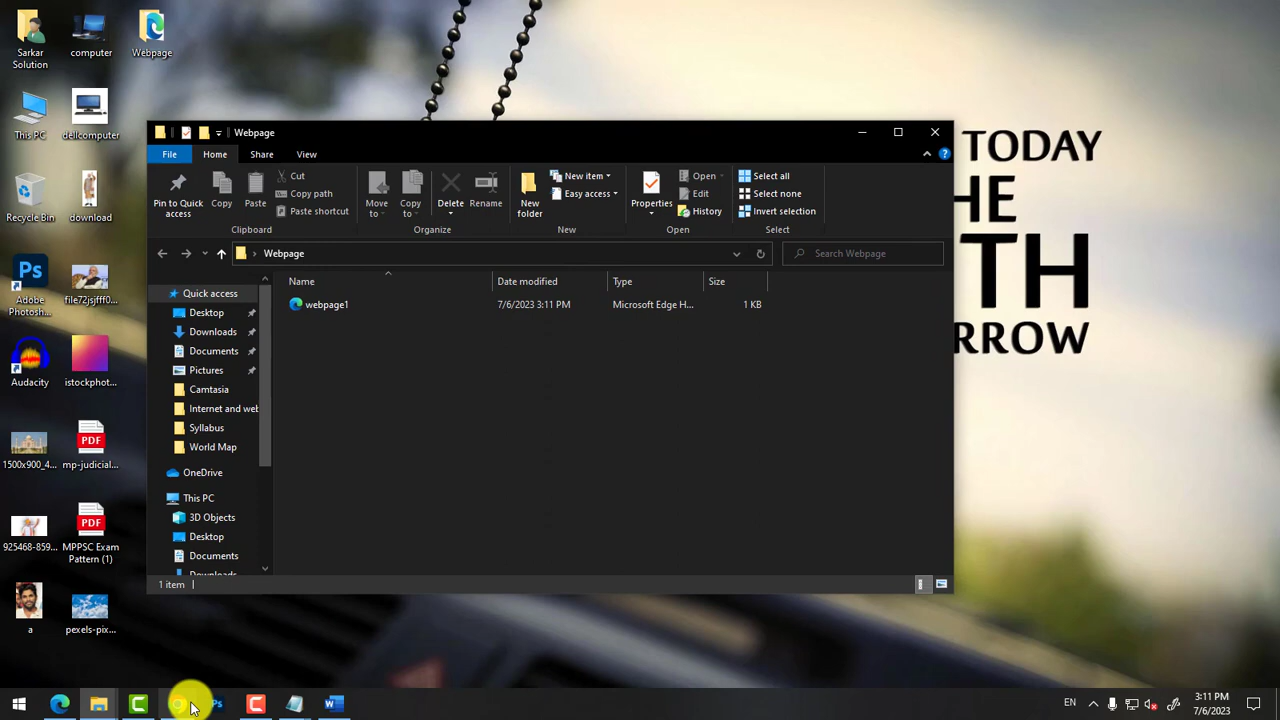 Sarkar
Solution
computer
Webpage
This PC
dellcomputer
Recycle Bin
download
Adobe
Photosh...
file72jsjfff0...
Audacity
istockphot...
1500x900_4...
mp-judicial...
925468-859...
MPPSC Exam
Pattern (1)
a
pexels-pix...
PDF
PDF
Ps
TODAY
HE
TH
RROW
Webpage
File
Home
Share
View
Pin to Quick
access
Copy
Paste
Cut
Copy path
Paste shortcut
Clipboard
Move
to
Copy
to
Delete
Rename
Organize
New
folder
New item
Easy access
New
Properties
Open
Edit
History
Open
Select all
Select none
Invert selection
Select
Webpage
Search Webpage
Name
Date modified
Type
Size
webpage1
7/6/2023 3:11 PM
Microsoft Edge H...
1 KB
Quick access
Desktop
Downloads
Documents
Pictures
Camtasia
Internet and web
Syllabus
World Map
OneDrive
This PC
3D Objects
Desktop
Documents
Downloads
1 item
Ps
EN
3:11 PM
7/6/2023